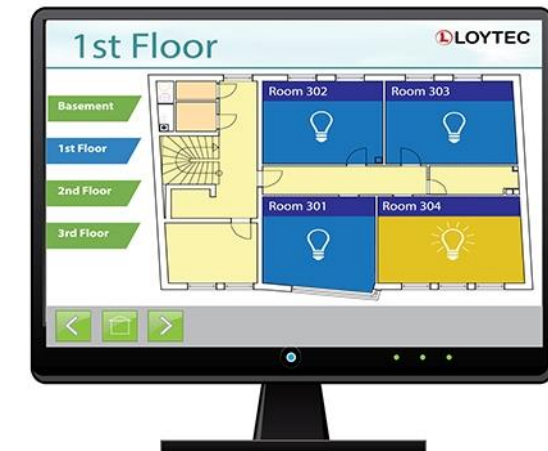 1st Floor
LOYTEC
Basement
1st Floor
2nd Floor
3rd Floor
Room 302
Room 303
Room 301
Room 304